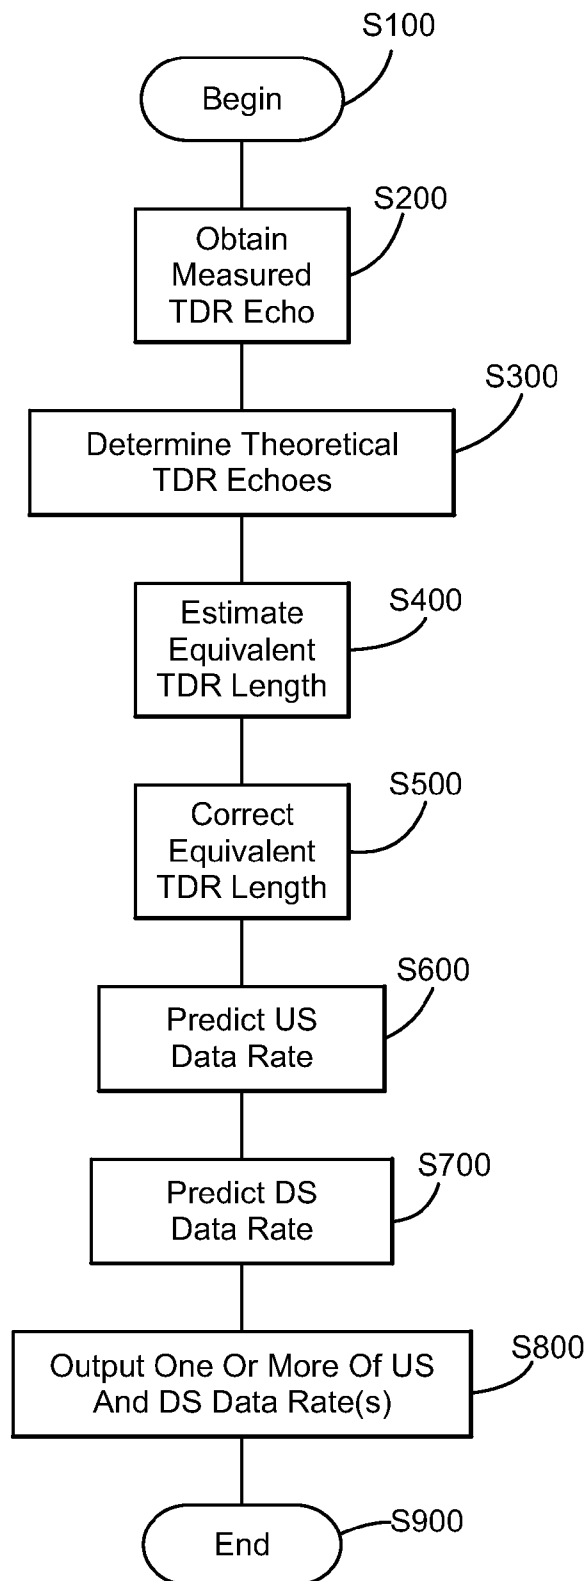 S100
Begin
S200
Obtain
Measured
TDR Echo
S300
Determine Theoretical
TDR Echoes
S400
Estimate
Equivalent
TDR Length
S500
Correct
Equivalent
TDR Length
S600
Predict US
Data Rate
S700
Predict DS
Data Rate
S800
Output One Or More Of US
And DS Data Rate(s)
S900
End